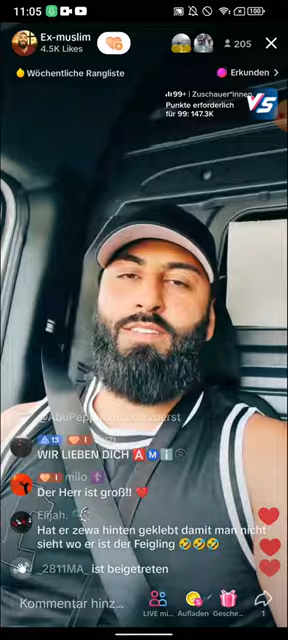 11:05
100
Ex-muslim
4.5K Likes
205
Wöchentliche Rangliste
Erkunden
99+ | Zuschauer*innen
Punkte erforderlich
für 99: 147.3K
VS
13 I
WIR LIEBEN DICH 🅰️Ⓜ️ℹ️®
I milo
Der Herr ist groß!! ❤️
Elijah.
Hat er zewa hinten geklebt damit man nicht
sieht wo er ist der Feigling 🤣🤣🤣
_2811MA_ ist beigetreten
Kommentar hinz...
LIVE mi...
Aufladen
Gesche...
1